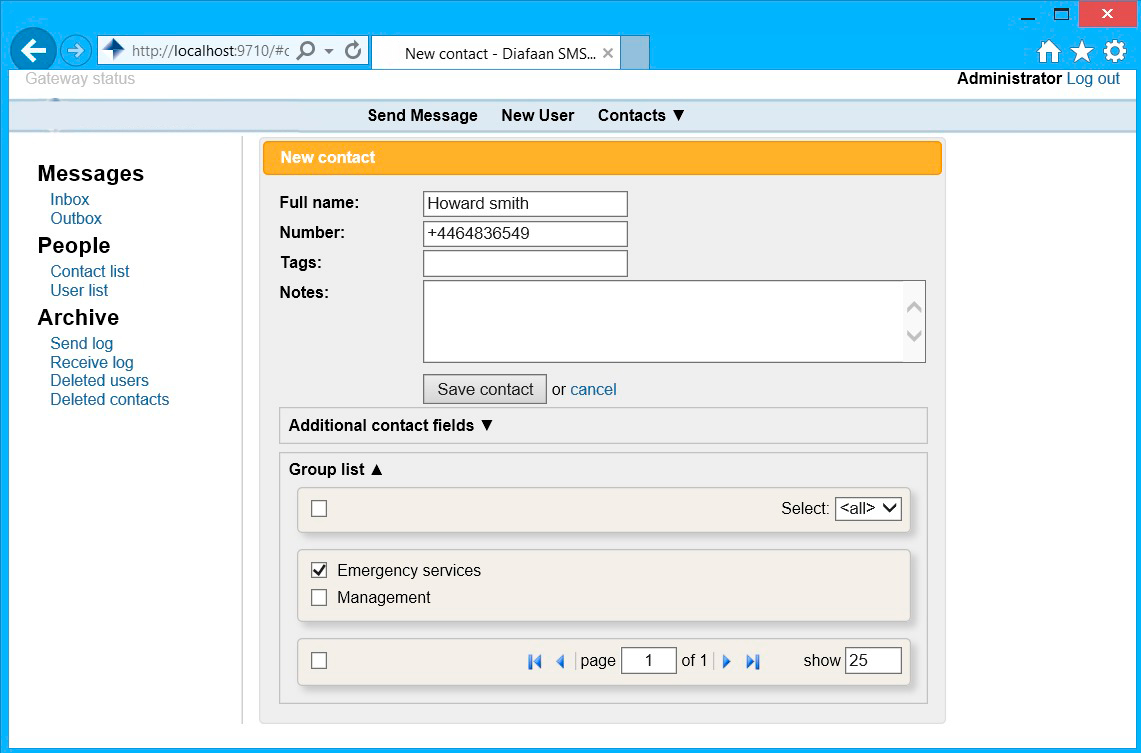 http://localhost:9710/#c
New contact - Diafaan SMS...
Gateway status
Administrator Log out
Send Message New User Contacts ▼
Messages
Inbox
Outbox
People
Contact list
User list
Archive
Send log
Receive log
Deleted users
Deleted contacts
New contact
Full name: Howard smith
Number: +4464836549
Tags:
Notes:
Save contact or cancel
Additional contact fields ▼
Group list ▲
Select: <all>
Emergency services
Management
page 1 of 1 show 25